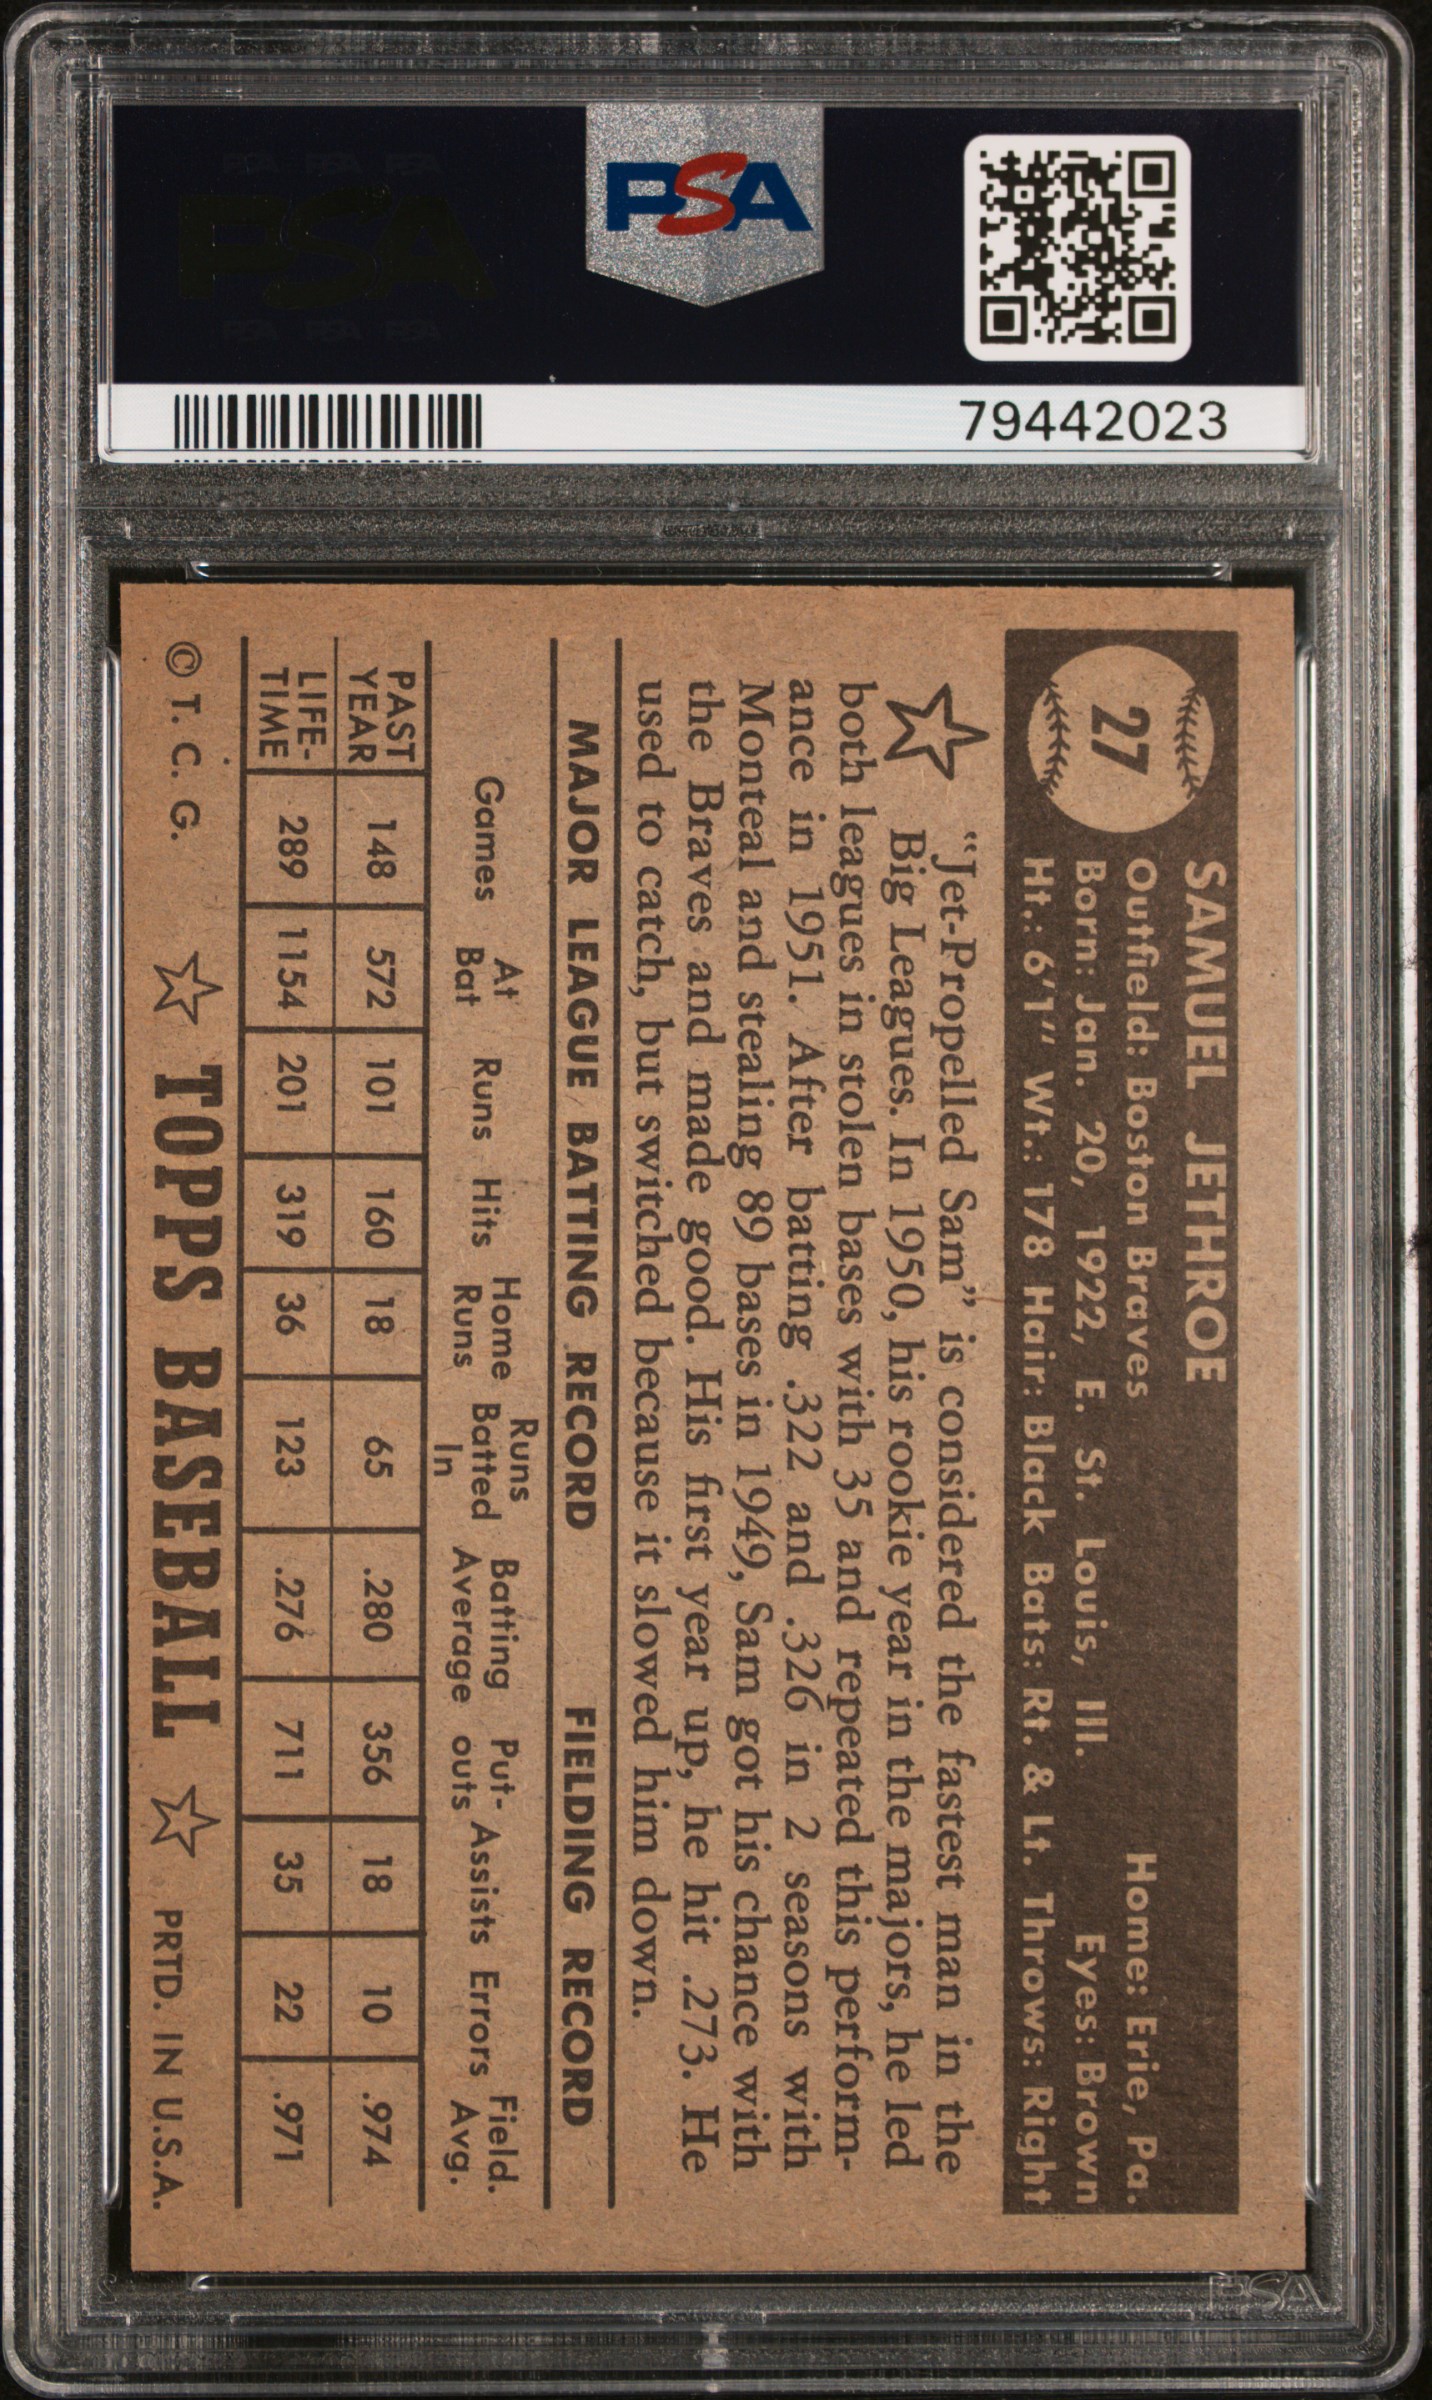 PSA
79442023
27
SAMUEL JETHROE
Outfield: Boston Braves Home: Erie, Pa.
Born: Jan. 20, 1922, E. St. Louis, Ill. Eyes: Brown
Ht.: 6'1" Wt.: 178 Hair: Black Bats: Rt. & Lt. Throws: Right
"Jet-Propelled Sam" is considered the fastest man in the
Big Leagues. In 1950, his rookie year in the majors, he led
both leagues in stolen bases with 35 and repeated this perform-
ance in 1951. After batting .322 and .326 in 2 seasons with
Monteal and stealing 89 bases in 1949, Sam got his chance with
the Braves and made good. His first year up, he hit .273. He
used to catch, but switched because it slowed him down.
MAJOR LEAGUE BATTING RECORD FIELDING RECORD
Games At Bat Runs Hits Home Runs Runs Batted In Batting Average Put-outs Assists Errors Field. Avg.
PAST YEAR 148 572 101 160 18 65 .280 356 18 10 .974
LIFE-TIME 289 1154 201 319 36 123 .276 711 35 22 .971
© T. C. G. ☆ TOPPS BASEBALL ☆ PRTD. IN U.S.A.
PSA